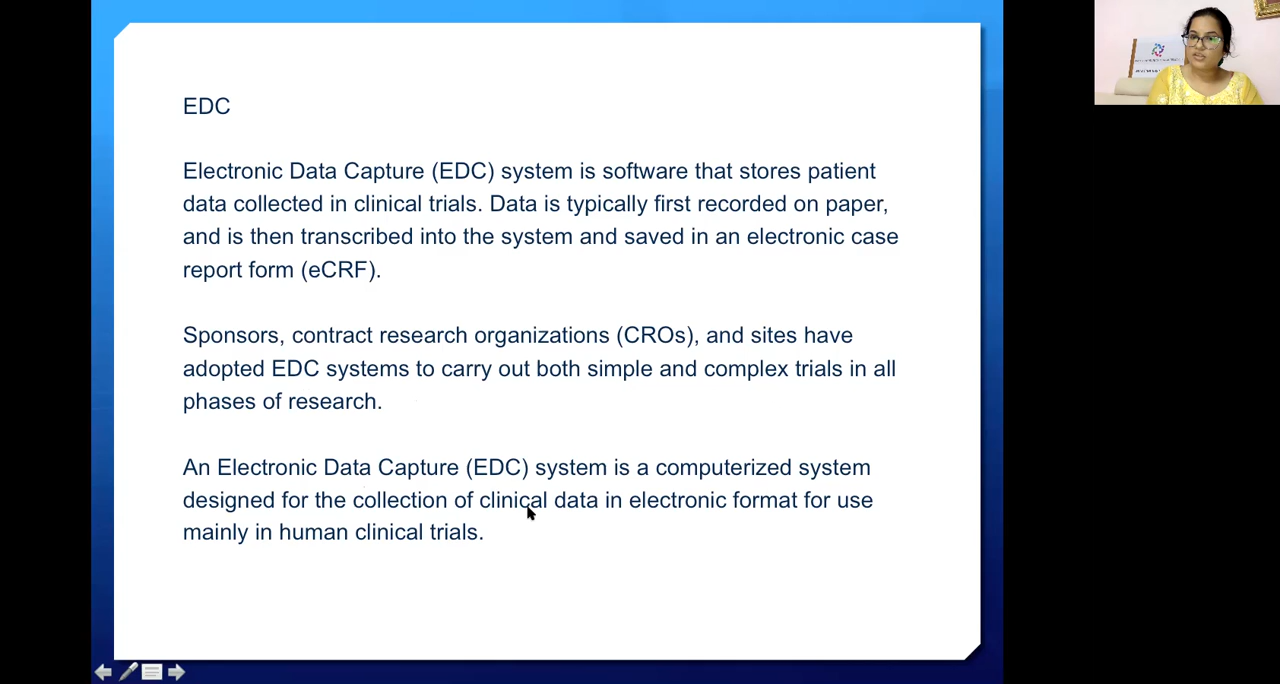 EDC
Electronic Data Capture (EDC) system is software that stores patient
data collected in clinical trials. Data is typically first recorded on paper,
and is then transcribed into the system and saved in an electronic case
report form (eCRF).
Sponsors, contract research organizations (CROs), and sites have
adopted EDC systems to carry out both simple and complex trials in all
phases of research.
An Electronic Data Capture (EDC) system is a computerized system
designed for the collection of clinical data in electronic format for use
mainly in human clinical trials.